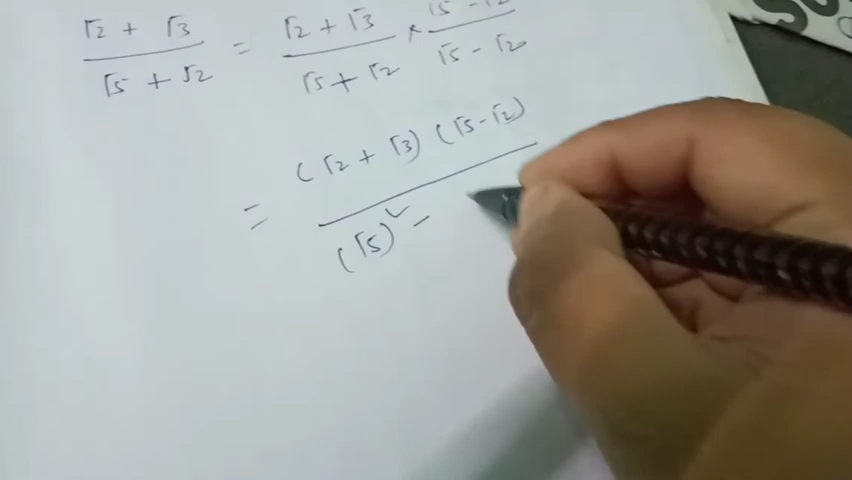 (√2 + √3)/(√5 + √2) = (√2 + √3)/(√5 + √2) × (√5 - √2)/(√5 - √2)
= (√2 + √3)(√5 - √2)/(√5)² -